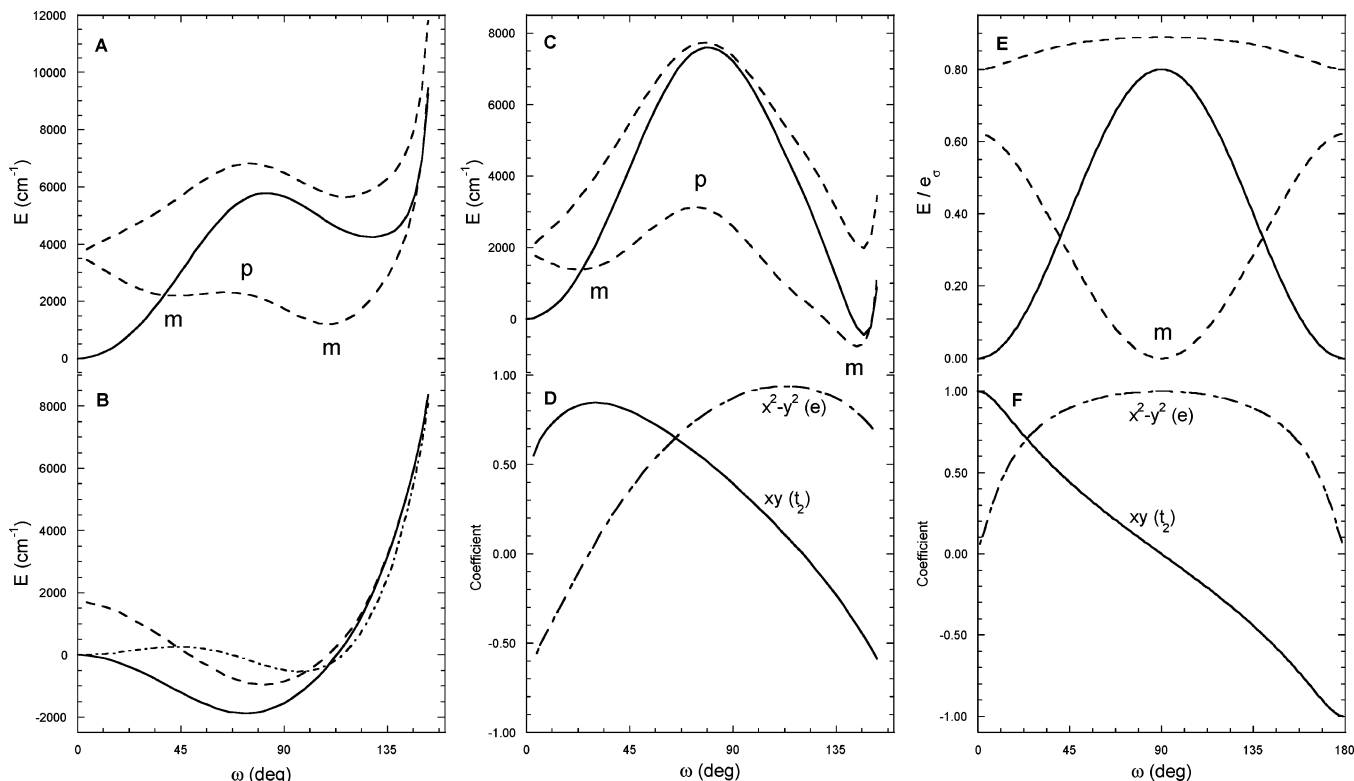 A
12000
10000
8000
6000
4000
2000
0
E (cm⁻¹)
p
m
m
B
8000
6000
4000
2000
0
-2000
E (cm⁻¹)
0
45
90
135
ω (deg)
C
8000
6000
4000
2000
0
E (cm⁻¹)
p
m
m
D
1.00
0.50
0.00
-0.50
-1.00
Coefficient
x²-y² (e)
xy (t₂)
0
45
90
135
ω (deg)
E
0.80
0.60
0.40
0.20
0.00
E / eσ
m
F
1.00
0.50
0.00
-0.50
-1.00
Coefficient
x²-y² (e)
xy (t₂)
0
45
90
135
180
ω (deg)